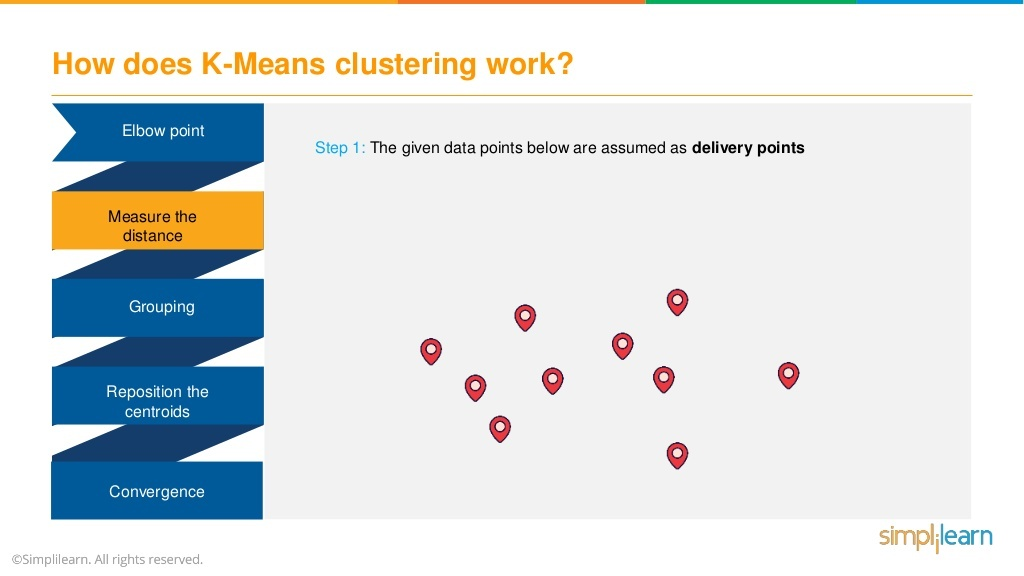 How does K-Means clustering work?
Elbow point
Measure the
distance
Grouping
Reposition the
centroids
Convergence
Step 1: The given data points below are assumed as delivery points
simplilearn
©Simplilearn. All rights reserved.